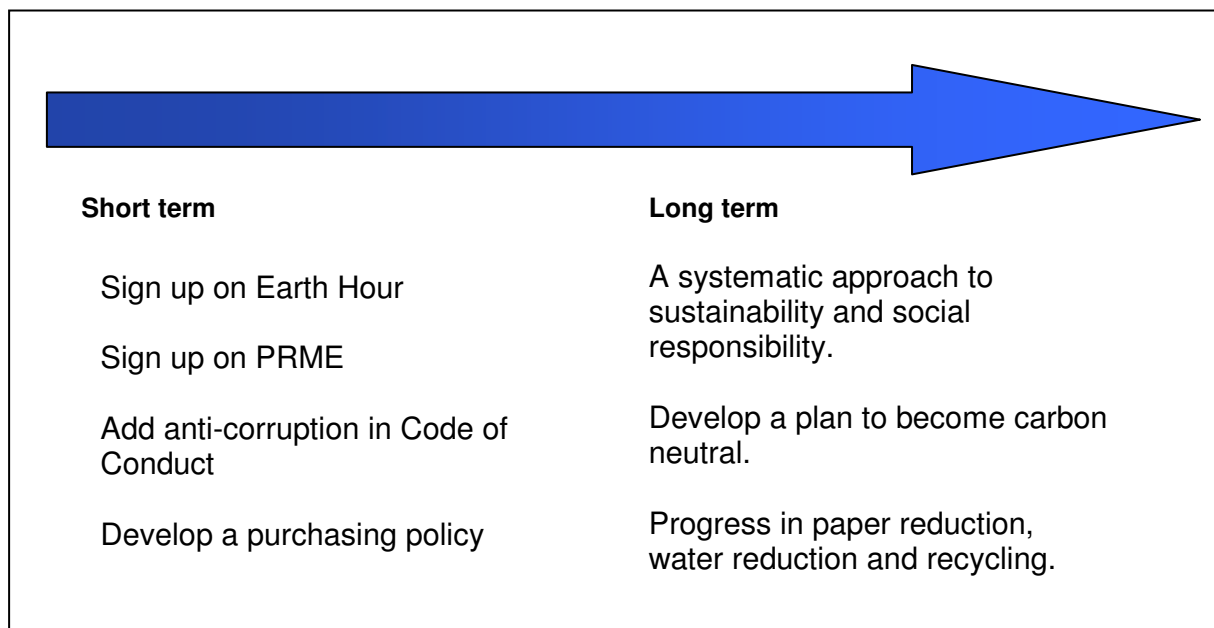 Short term
Sign up on Earth Hour
Sign up on PRME
Add anti-corruption in Code of
Conduct
Develop a purchasing policy
Long term
A systematic approach to
sustainability and social
responsibility.
Develop a plan to become carbon
neutral.
Progress in paper reduction,
water reduction and recycling.